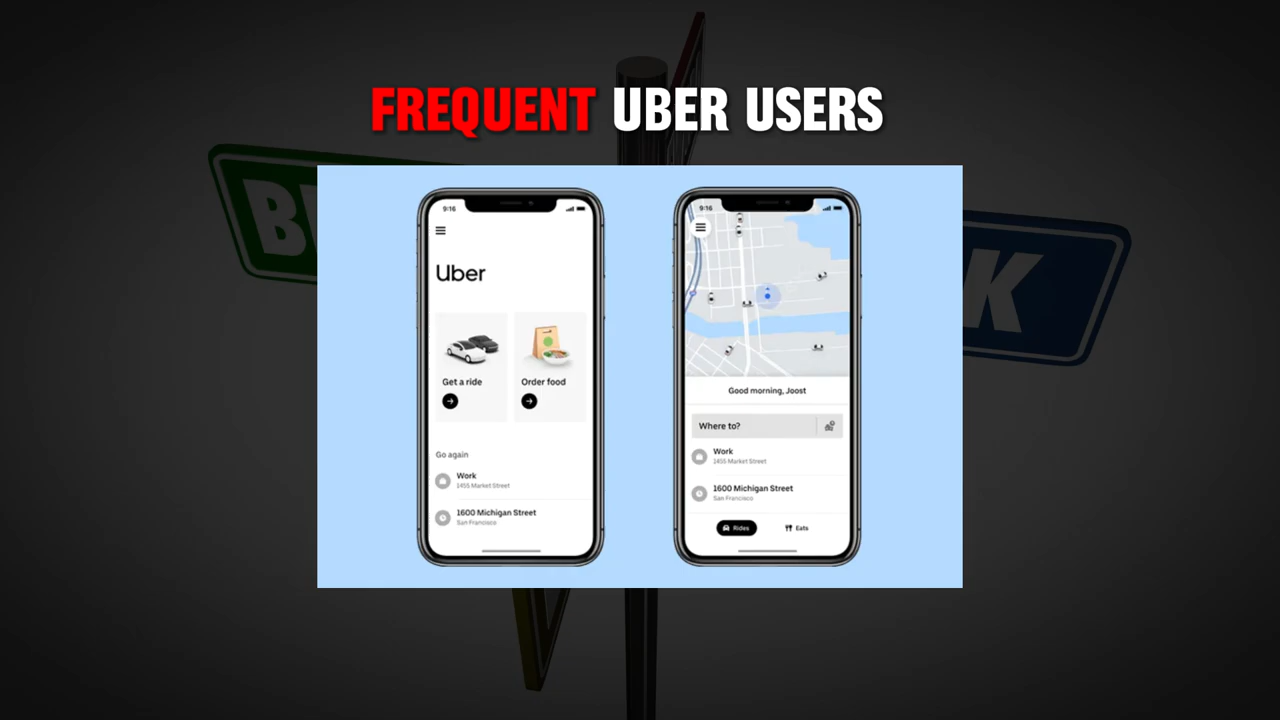 FREQUENT UBER USERS
9:16
Uber
Get a ride
Order food
Go again
Work
1455 Market Street
1600 Michigan Street
San Francisco
9:16
Good morning, Joost
Where to?
Work
1455 Market Street
1600 Michigan Street
San Francisco
Rides
Eats
B
K